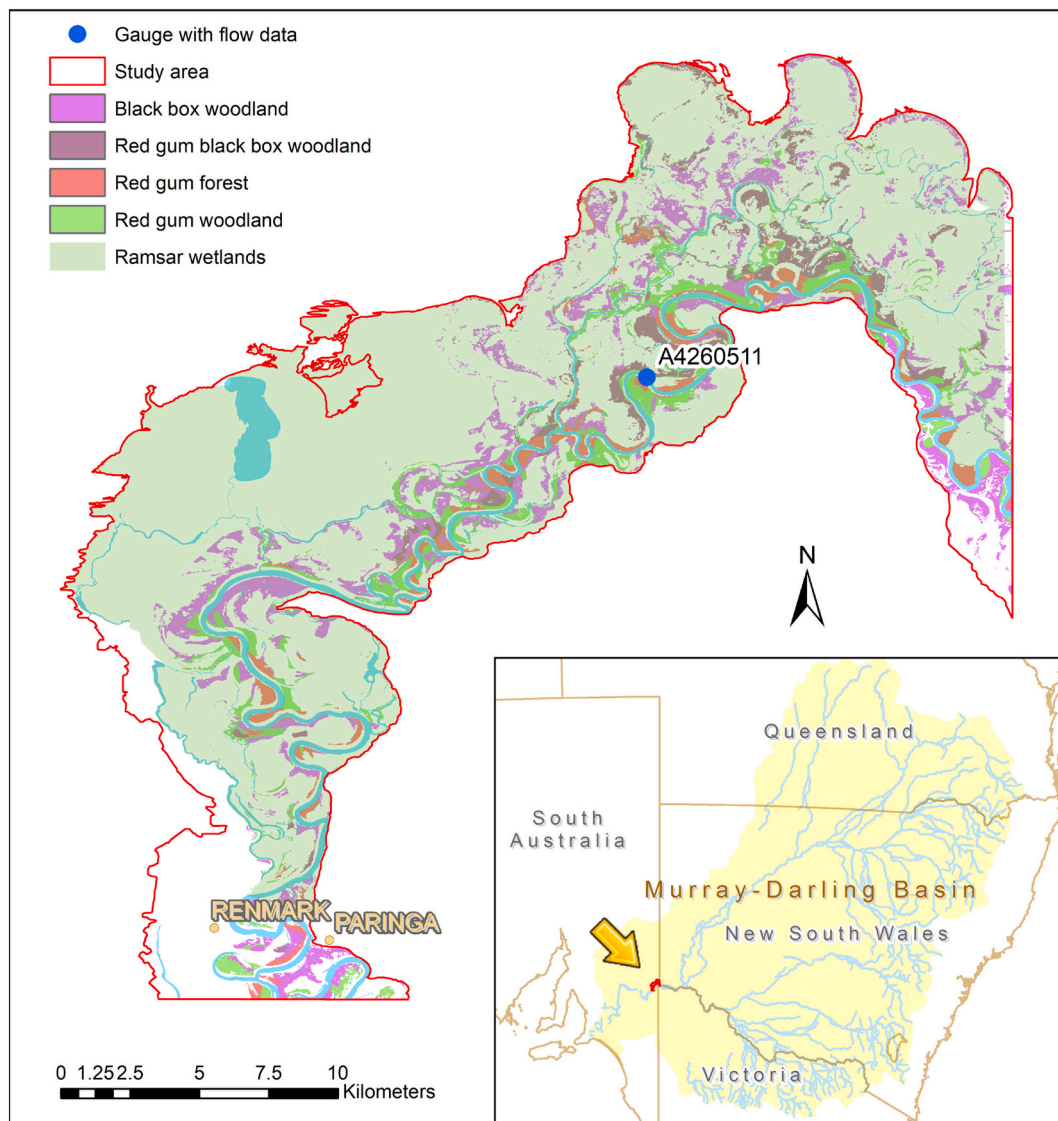 Gauge with flow data
Study area
Black box woodland
Red gum black box woodland
Red gum forest
Red gum woodland
Ramsar wetlands
A4260511
N
RENMARK
PARINGA
0 1.25 2.5 5 7.5 10
Kilometers
Queensland
South
Australia
Murray-Darling Basin
New South Wales
Victoria